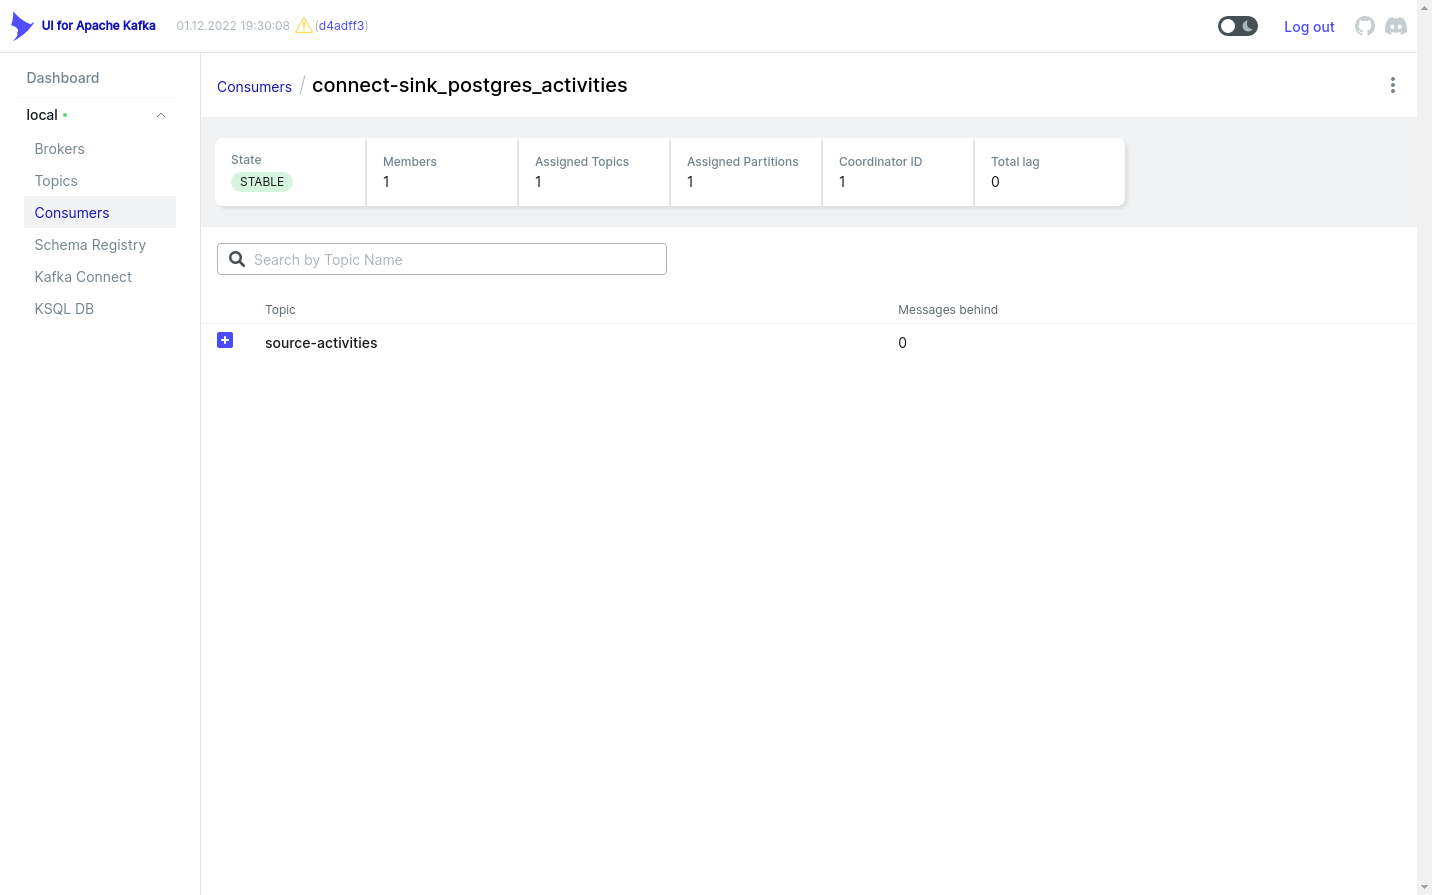 UI for Apache Kafka 01.12.2022 19:30:08 (d4adff3) Log out
Dashboard
local
Brokers
Topics
Consumers
Schema Registry
Kafka Connect
KSQL DB
Consumers / connect-sink_postgres_activities
State Members Assigned Topics Assigned Partitions Coordinator ID Total lag
STABLE 1 1 1 1 0
Search by Topic Name
Topic Messages behind
source-activities 0